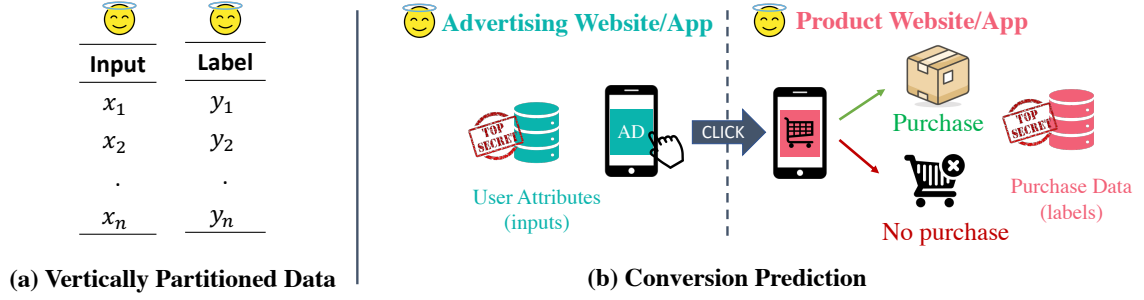 Input Label
x₁ y₁
x₂ y₂
. .
xₙ yₙ
(a) Vertically Partitioned Data
Advertising Website/App
Product Website/App
TOP SECRET
User Attributes
(inputs)
AD
CLICK
Purchase
No purchase
TOP SECRET
Purchase Data
(labels)
(b) Conversion Prediction